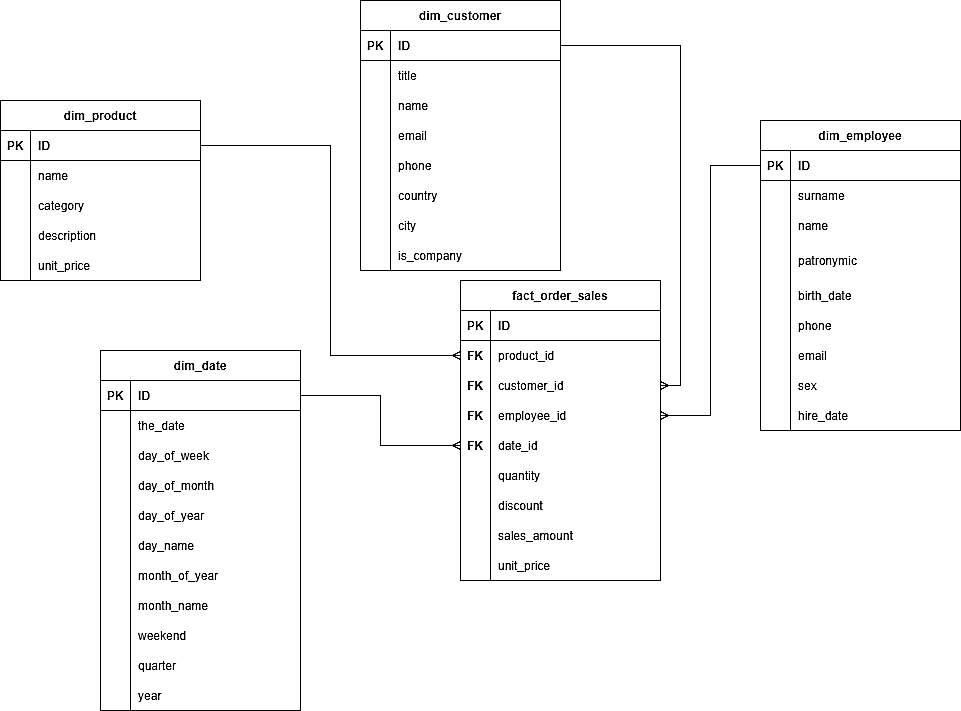 dim_customer
PK ID
title
name
email
phone
country
city
is_company
dim_product
PK ID
name
category
description
unit_price
dim_employee
PK ID
surname
name
patronymic
birth_date
phone
email
sex
hire_date
fact_order_sales
PK ID
FK product_id
FK customer_id
FK employee_id
FK date_id
quantity
discount
sales_amount
unit_price
dim_date
PK ID
the_date
day_of_week
day_of_month
day_of_year
day_name
month_of_year
month_name
weekend
quarter
year